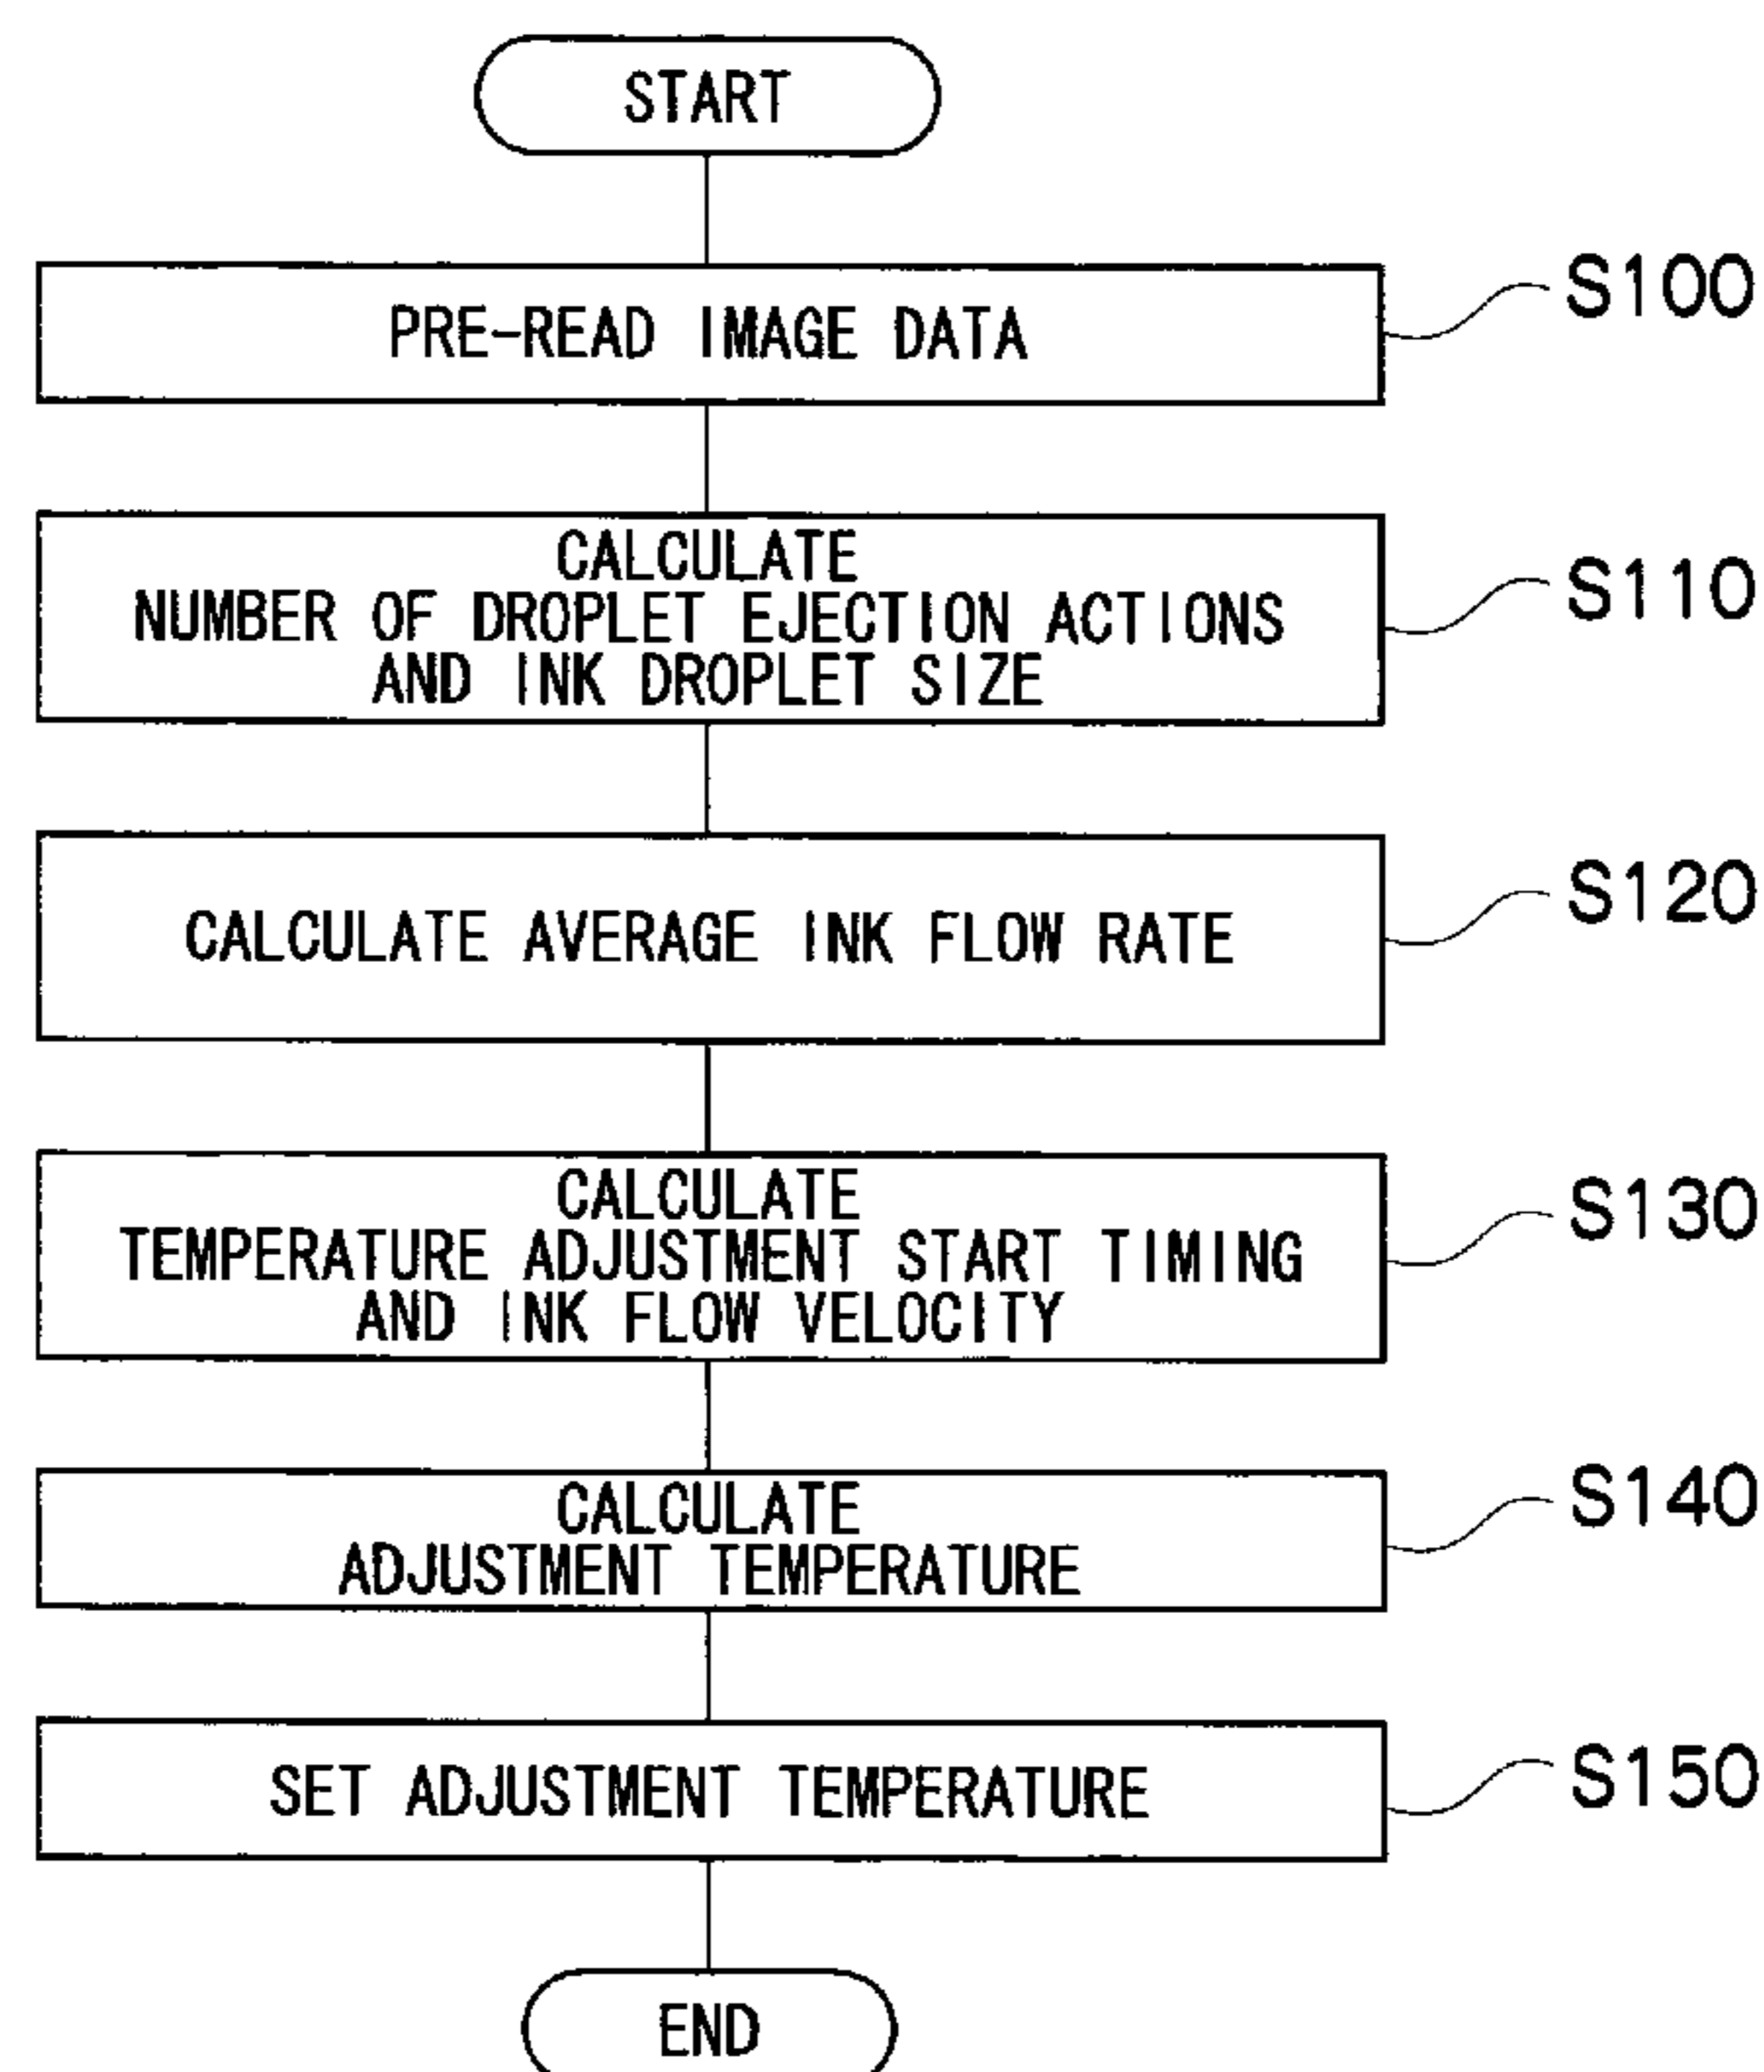 START
PRE-READ IMAGE DATA
S100
CALCULATE
NUMBER OF DROPLET EJECTION ACTIONS
AND INK DROPLET SIZE
S110
CALCULATE AVERAGE INK FLOW RATE
S120
CALCULATE
TEMPERATURE ADJUSTMENT START TIMING
AND INK FLOW VELOCITY
S130
CALCULATE
ADJUSTMENT TEMPERATURE
S140
SET ADJUSTMENT TEMPERATURE
S150
END